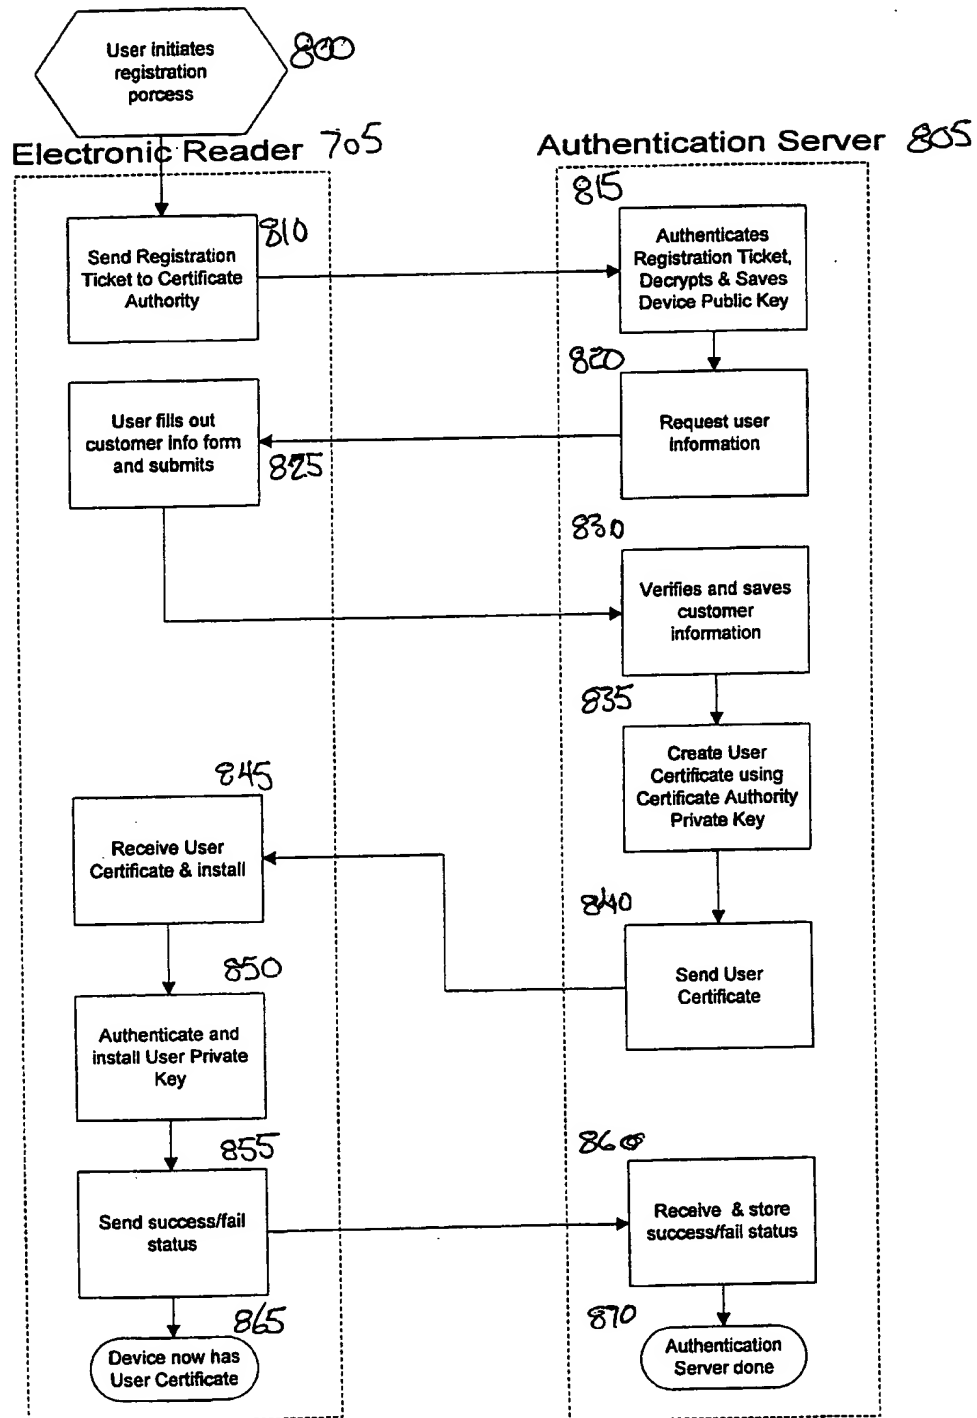 User initiates
registration
porcess
800
Electronic Reader 705
Authentication Server 805
810
Send Registration
Ticket to Certificate
Authority
815
Authenticates
Registration Ticket,
Decrypts & Saves
Device Public Key
820
Request user
information
User fills out
customer info form
and submits
825
830
Verifies and saves
customer
information
835
Create User
Certificate using
Certificate Authority
Private Key
840
Send User
Certificate
845
Receive User
Certificate & install
850
Authenticate and
install User Private
Key
855
Send success/fail
status
860
Receive & store
success/fail status
865
Device now has
User Certificate
870
Authentication
Server done